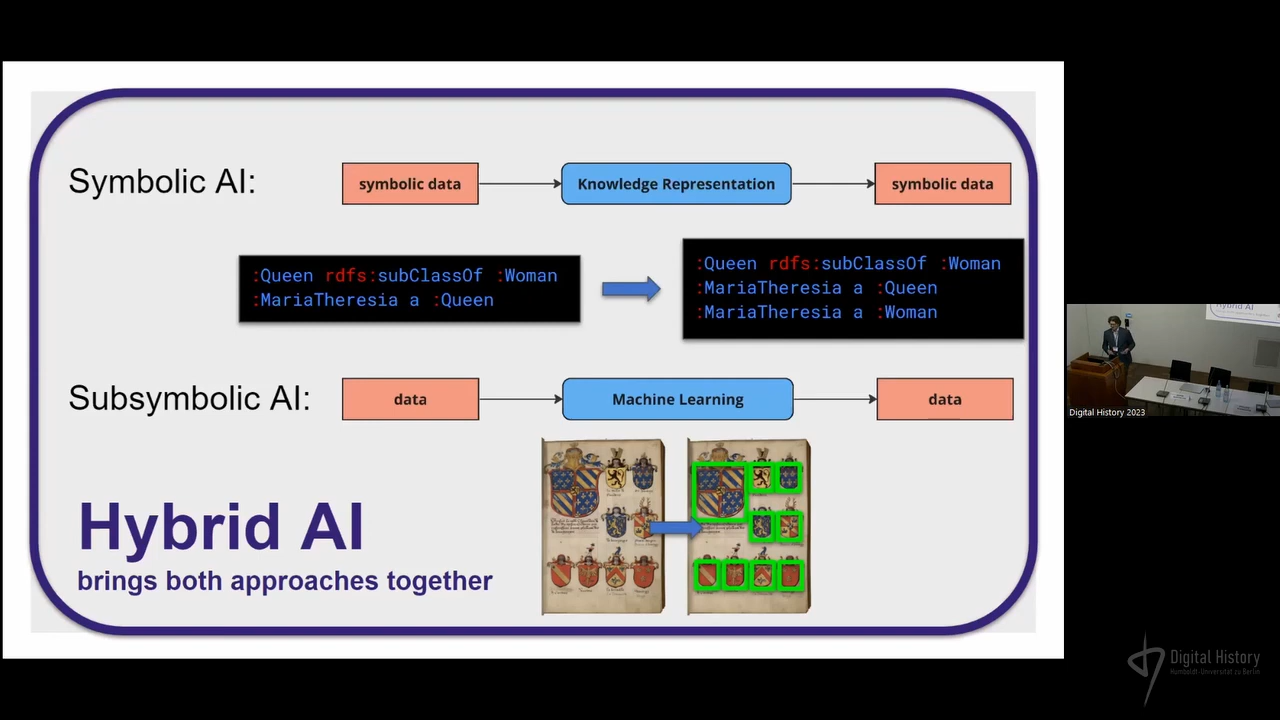 Symbolic AI:
symbolic data
Knowledge Representation
symbolic data
:Queen rdfs:subClassOf :Woman
:MariaTheresia a :Queen
:Queen rdfs:subClassOf :Woman
:MariaTheresia a :Queen
:MariaTheresia a :Woman
Subsymbolic AI:
data
Machine Learning
data
Hybrid AI
brings both approaches together
Hybrid AI
Digital History 2023
Digital History
Humboldt-Universität zu Berlin